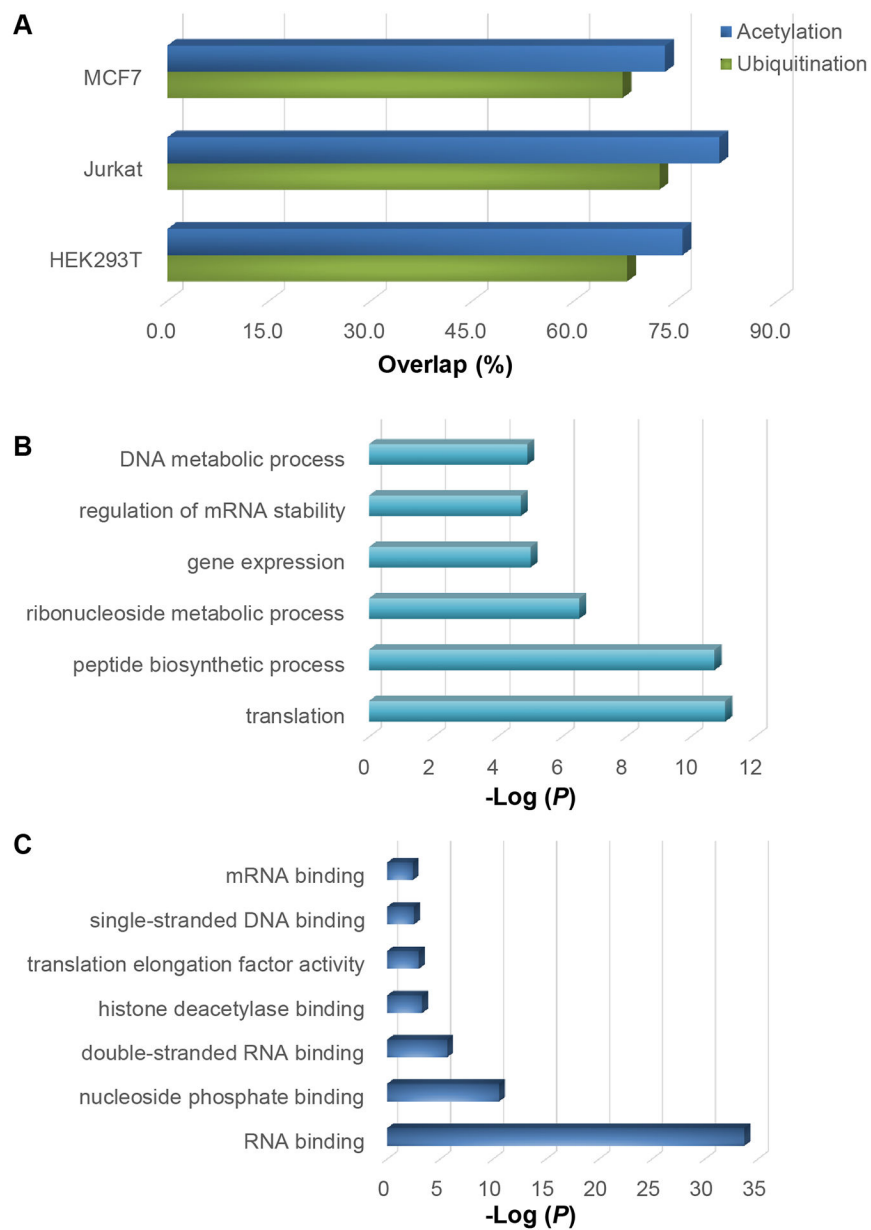 A
Acetylation
Ubiquitination
MCF7
Jurkat
HEK293T
0.0 15.0 30.0 45.0 60.0 75.0 90.0
Overlap (%)
B
DNA metabolic process
regulation of mRNA stability
gene expression
ribonucleoside metabolic process
peptide biosynthetic process
translation
0 2 4 6 8 10 12
-Log (P)
C
mRNA binding
single-stranded DNA binding
translation elongation factor activity
histone deacetylase binding
double-stranded RNA binding
nucleoside phosphate binding
RNA binding
0 5 10 15 20 25 30 35
-Log (P)